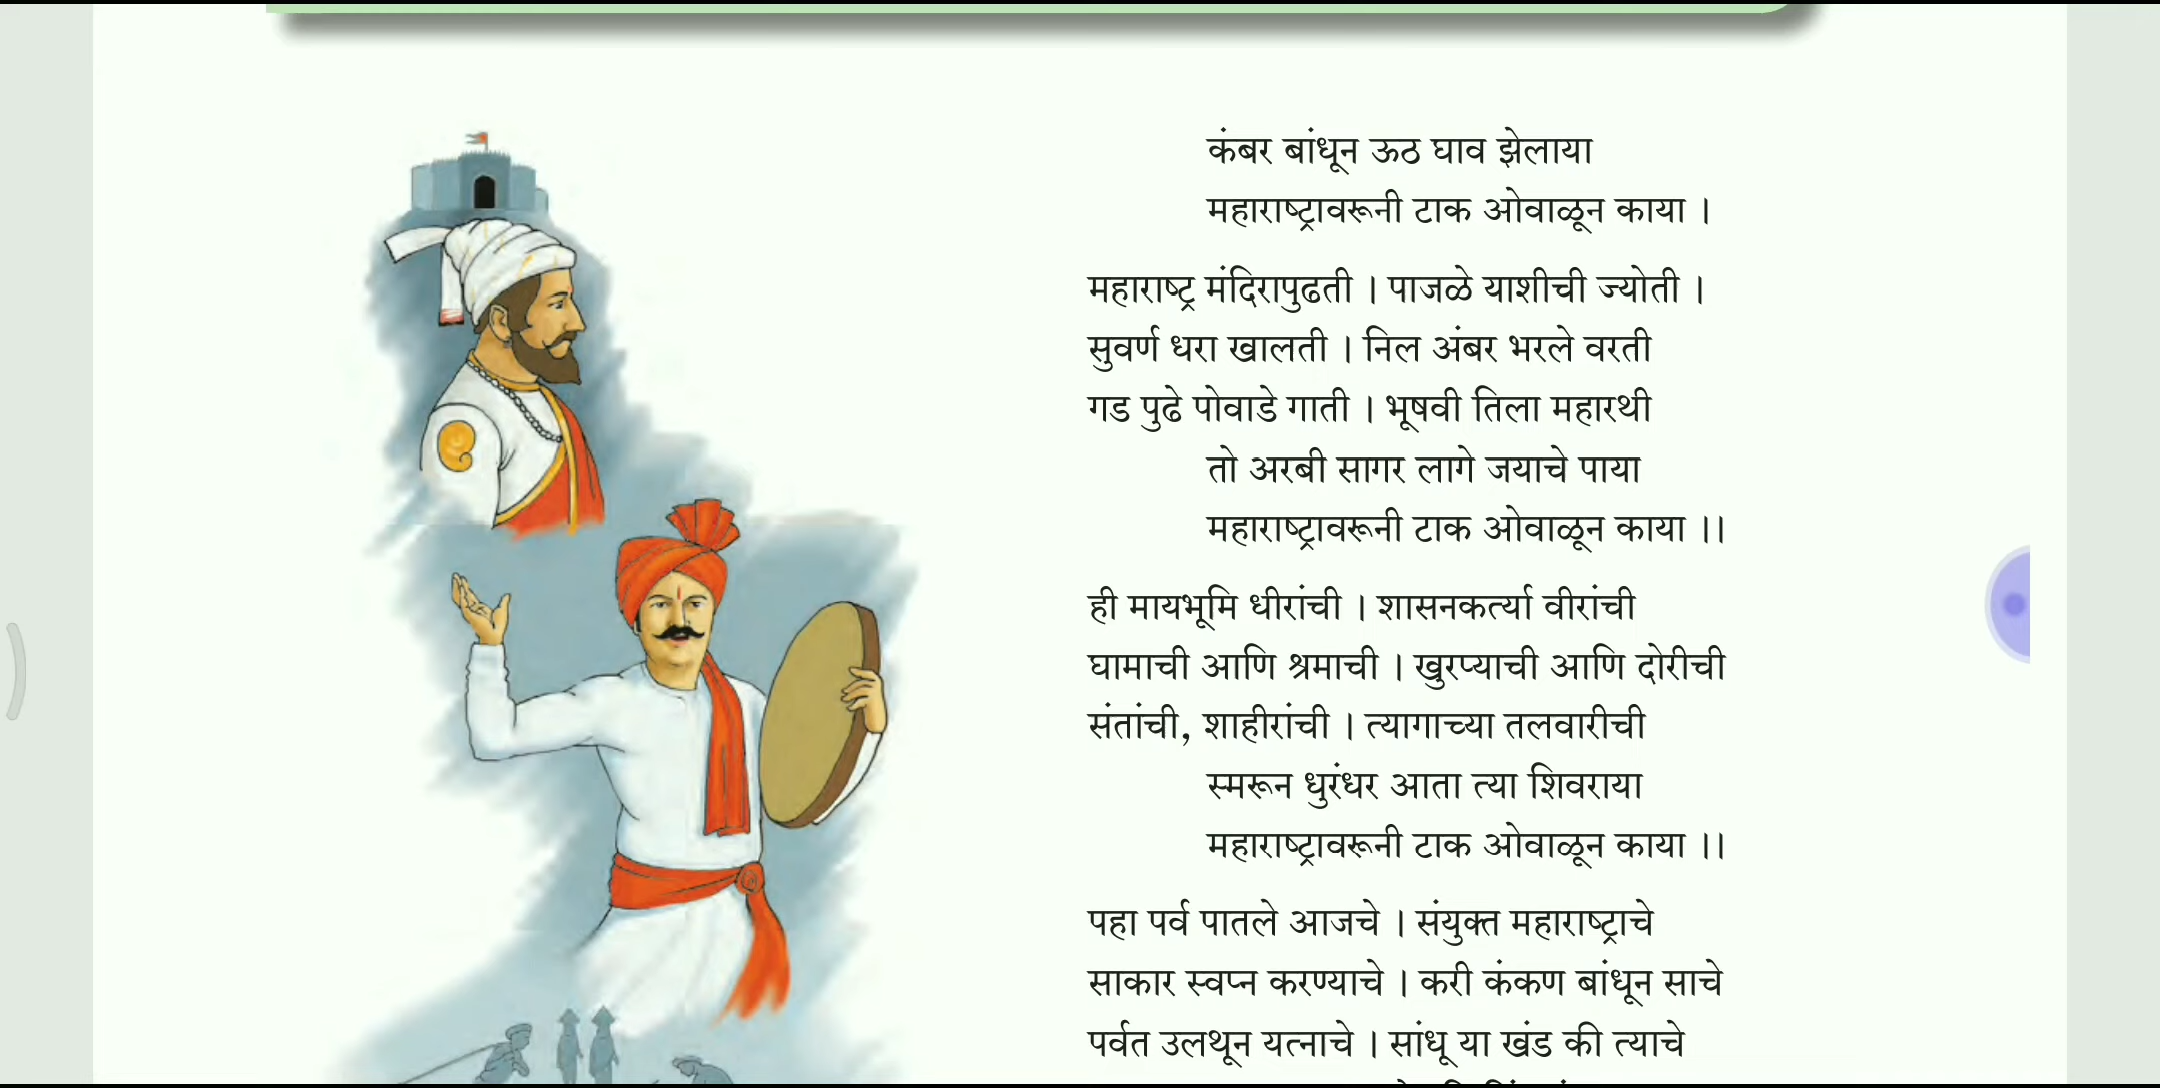 कंबर बांधून ऊठ घाव झेलाया
महाराष्ट्रावरूनी टाक ओवाळून काया ।
महाराष्ट्र मंदिरापुढती । पाजळे याशीची ज्योती ।
सुवर्ण धरा खालती । निल अंबर भरले वरती
गड पुढे पोवाडे गाती । भूषवी तिला महारथी
तो अरबी सागर लागे जयाचे पाया
महाराष्ट्रावरूनी टाक ओवाळून काया ।।
ही मायभूमि धीरांची । शासनकर्त्या वीरांची
घामाची आणि श्रमाची । खुरप्याची आणि दोरीची
संतांची, शाहीरांची । त्यागाच्या तलवारीची
स्मरून धुरंधर आता त्या शिवराया
महाराष्ट्रावरूनी टाक ओवाळून काया ।।
पहा पर्व पातले आजचे । संयुक्त महाराष्ट्राचे
साकार स्वप्न करण्याचे । करी कंकण बांधून साचे
पर्वत उलथून यत्नाचे । सांधू या खंड की त्याचे